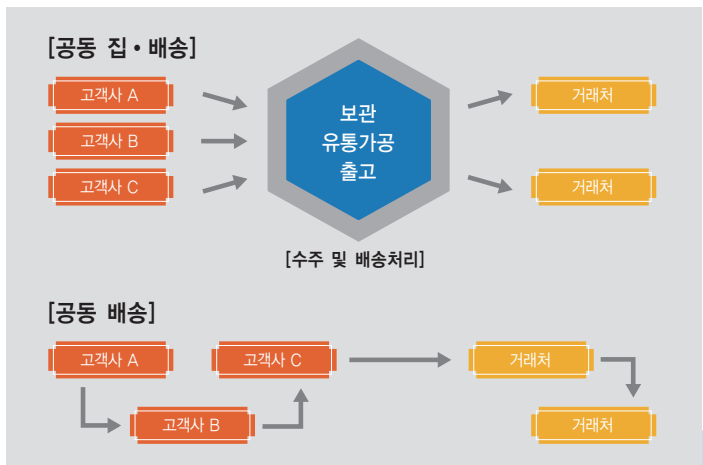 [공동 집·배송]
고객사 A
고객사 B
고객사 C
보관
유통가공
출고
거래처
거래처
[수주 및 배송처리]
[공동 배송]
고객사 A
고객사 C
거래처
고객사 B
거래처